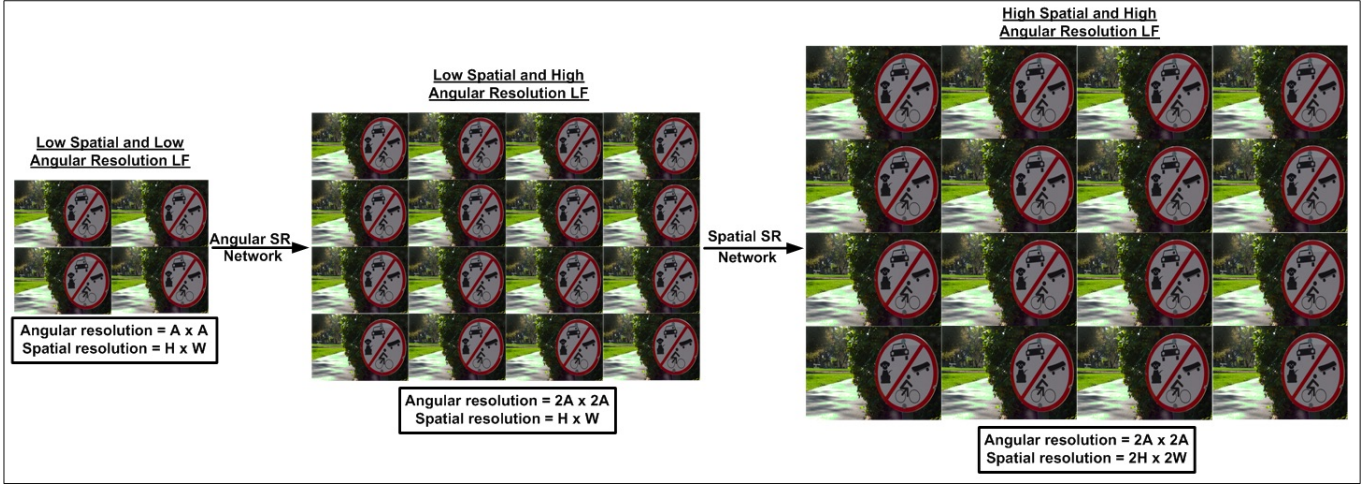 Low Spatial and Low
Angular Resolution LF
Angular resolution = A x A
Spatial resolution = H x W
Angular SR
Network
Low Spatial and High
Angular Resolution LF
Angular resolution = 2A x 2A
Spatial resolution = H x W
Spatial SR
Network
High Spatial and High
Angular Resolution LF
Angular resolution = 2A x 2A
Spatial resolution = 2H x 2W